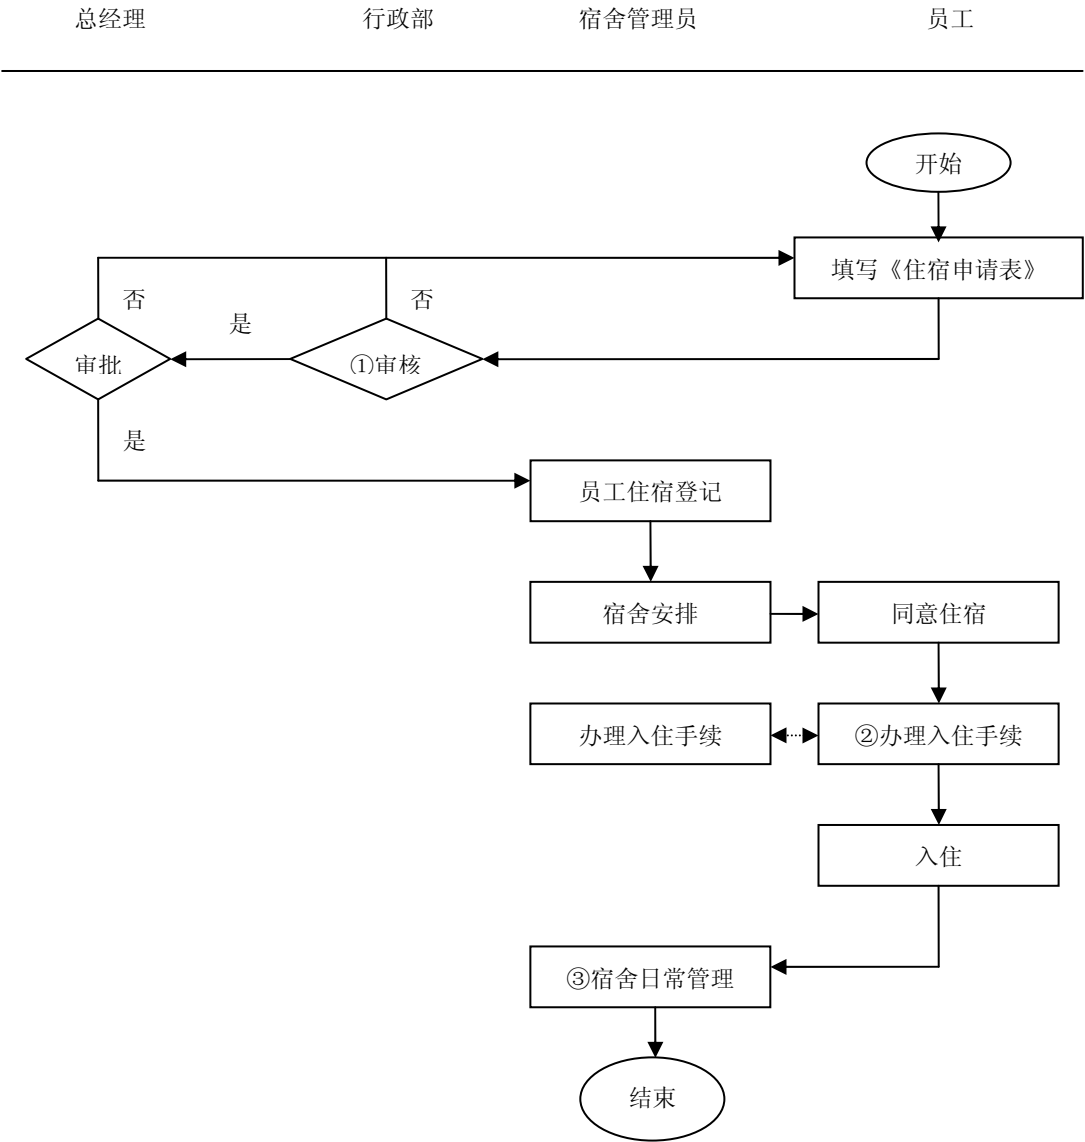 总经理 行政部 宿舍管理员 员工
开始
填写《住宿申请表》
否 否
是
审批 ①审核
是
员工住宿登记
宿舍安排 同意住宿
办理入住手续 ②办理入住手续
入住
③宿舍日常管理
结束